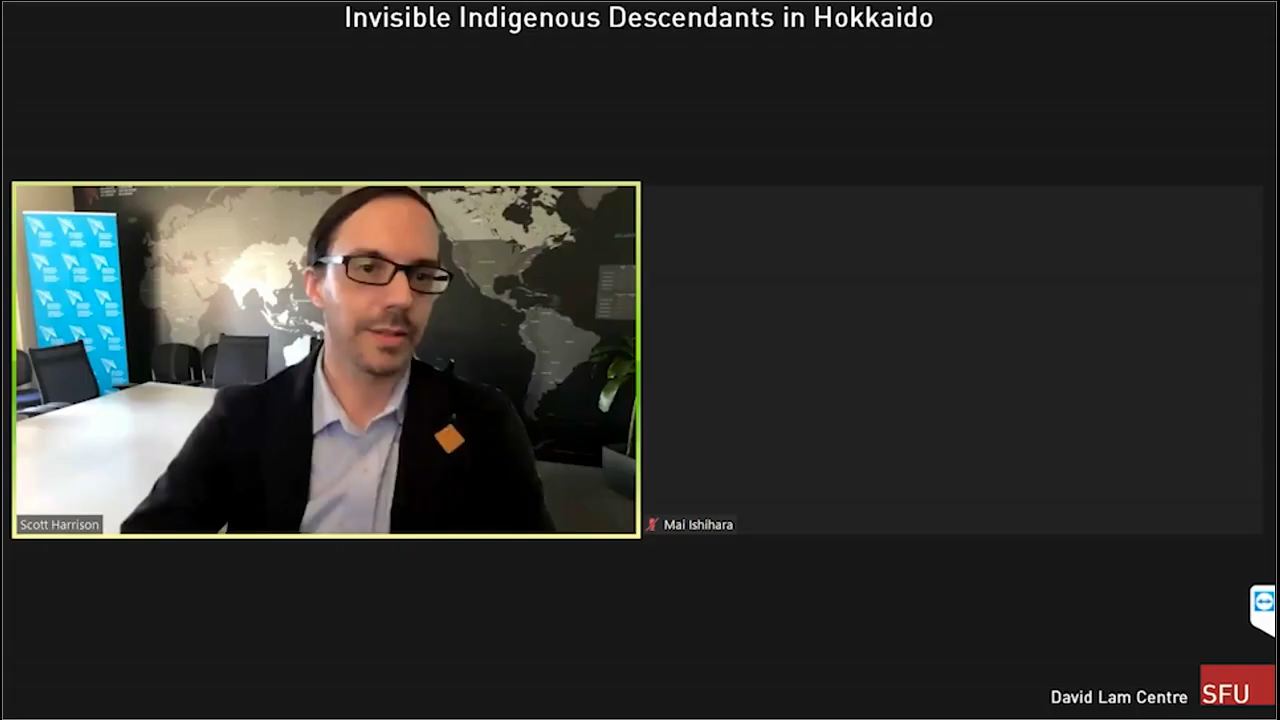 Invisible Indigenous Descendants in Hokkaido
Scott Harrison
Mai Ishihara
David Lam Centre
SFU